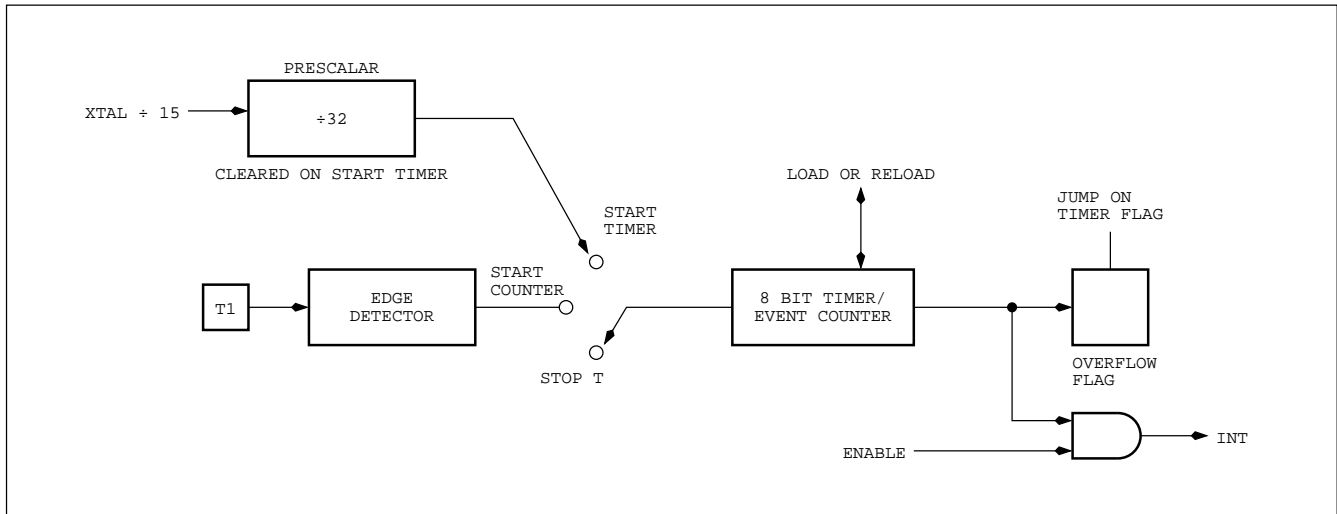 PRESCALAR
XTAL ÷ 15
÷32
CLEARED ON START TIMER
LOAD OR RELOAD
JUMP ON
TIMER FLAG
START
TIMER
START
COUNTER
T1
EDGE
DETECTOR
8 BIT TIMER/
EVENT COUNTER
OVERFLOW
FLAG
STOP T
ENABLE
INT